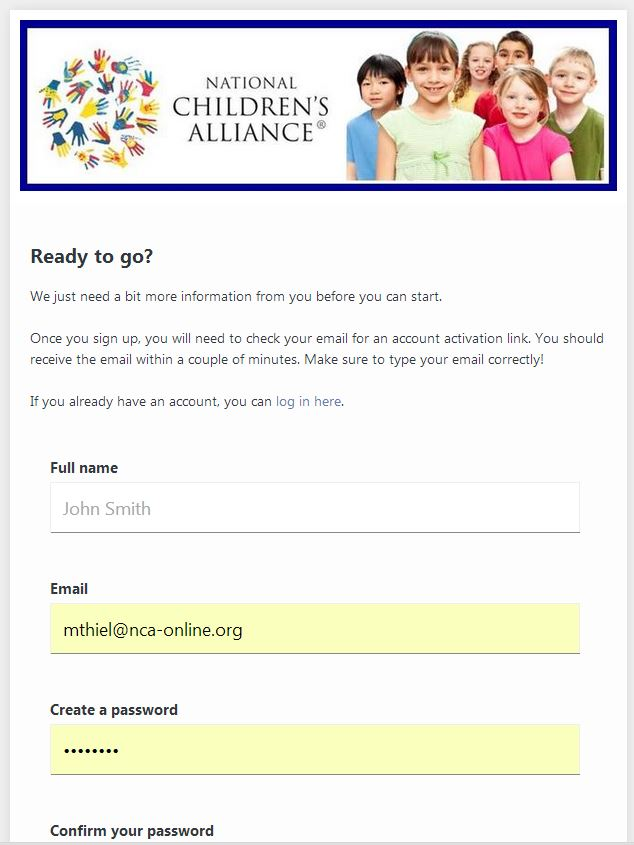 NATIONAL
CHILDREN'S
ALLIANCE®
Ready to go?
We just need a bit more information from you before you can start.
Once you sign up, you will need to check your email for an account activation link. You should
receive the email within a couple of minutes. Make sure to type your email correctly!
If you already have an account, you can log in here.
Full name
John Smith
Email
mthiel@nca-online.org
Create a password
••••••••
Confirm your password